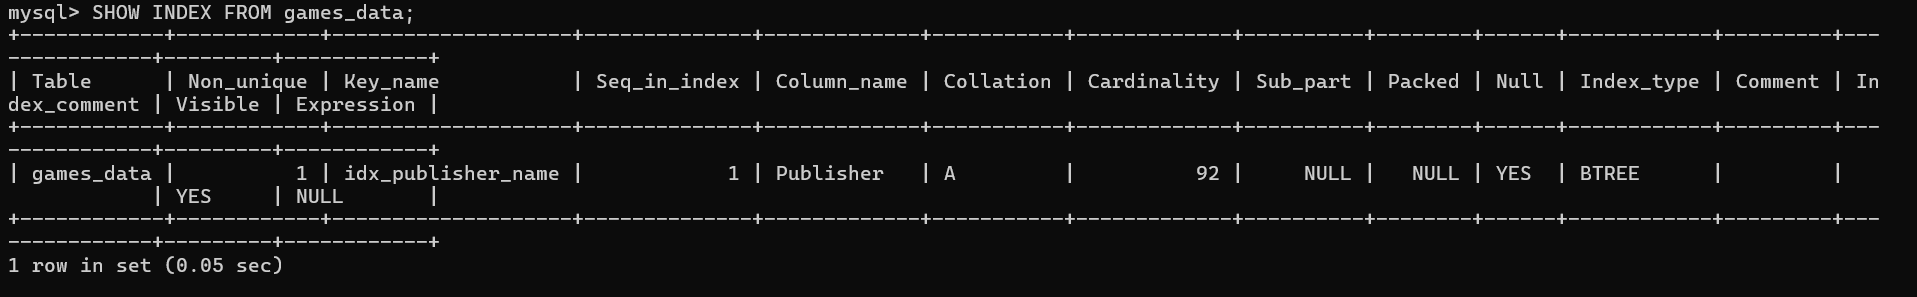 mysql> SHOW INDEX FROM games_data;
+------------+------------+--------------------+--------------+-------------+-----------+-------------+----------+--------+------+------------+---------+---
------------+---------+------------+
| Table      | Non_unique | Key_name           | Seq_in_index | Column_name | Collation | Cardinality | Sub_part | Packed | Null | Index_type | Comment | In
dex_comment | Visible | Expression |
+------------+------------+--------------------+--------------+-------------+-----------+-------------+----------+--------+------+------------+---------+---
------------+---------+------------+
| games_data |          1 | idx_publisher_name |            1 | Publisher   | A         |          92 |     NULL |   NULL | YES  | BTREE      |         |
            | YES     | NULL       |
+------------+------------+--------------------+--------------+-------------+-----------+-------------+----------+--------+------+------------+---------+---
------------+---------+------------+
1 row in set (0.05 sec)